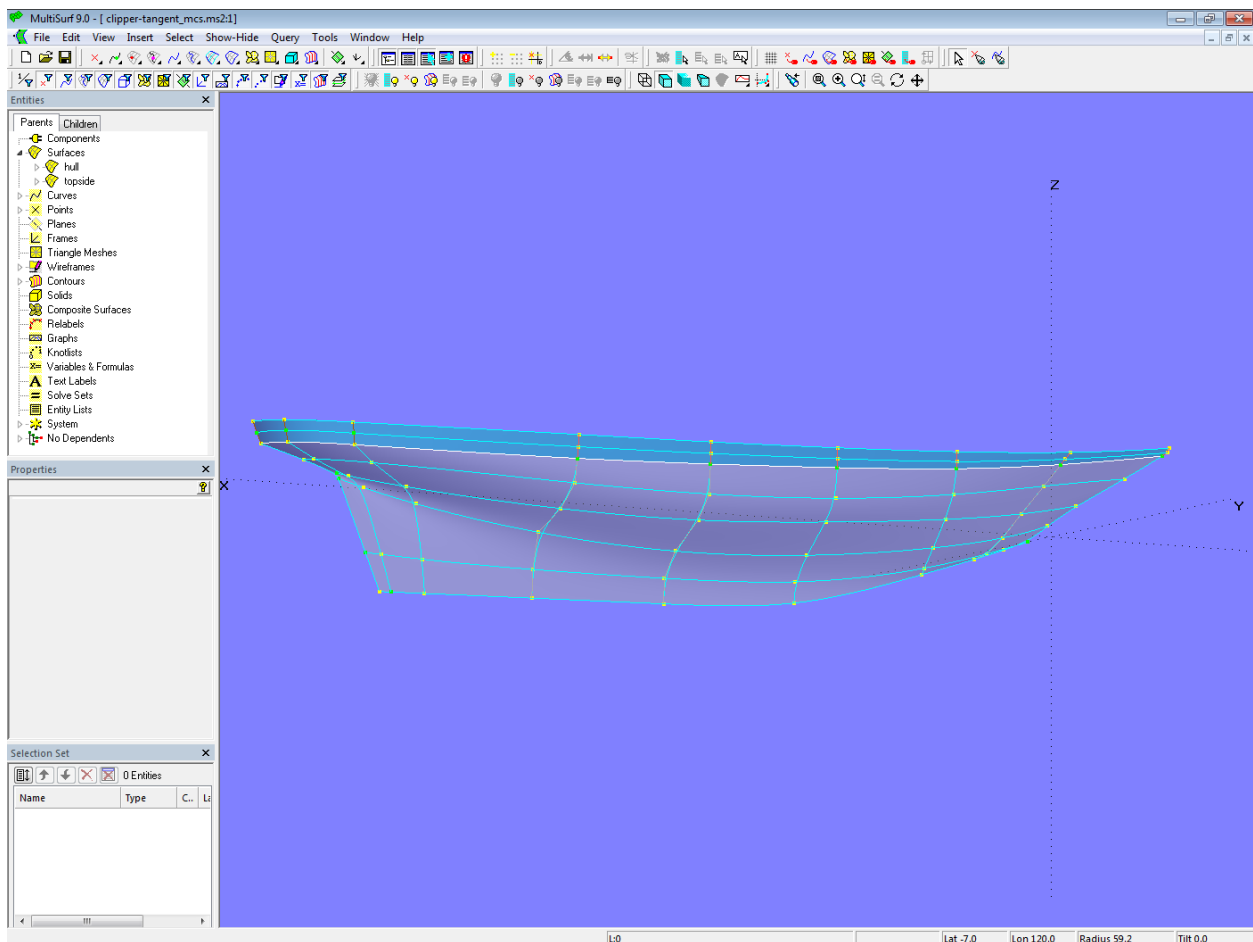 MultiSurf 9.0 - [ clipper-tangent_mcs.ms2:1]
File Edit View Insert Select Show-Hide Query Tools Window Help
Entities
Parents Children
Components
Surfaces
hull
topside
Curves
Points
Planes
Frames
Triangle Meshes
Wireframes
Contours
Solids
Composite Surfaces
Relabels
Graphs
Knotlists
Variables & Formulas
Text Labels
Solve Sets
Entity Lists
System
No Dependents
Properties
Selection Set
0 Entities
Name Type C.. La
Z
X
Y
L:0 Lat -7.0 Lon 120.0 Radius 59.2 Tilt 0.0